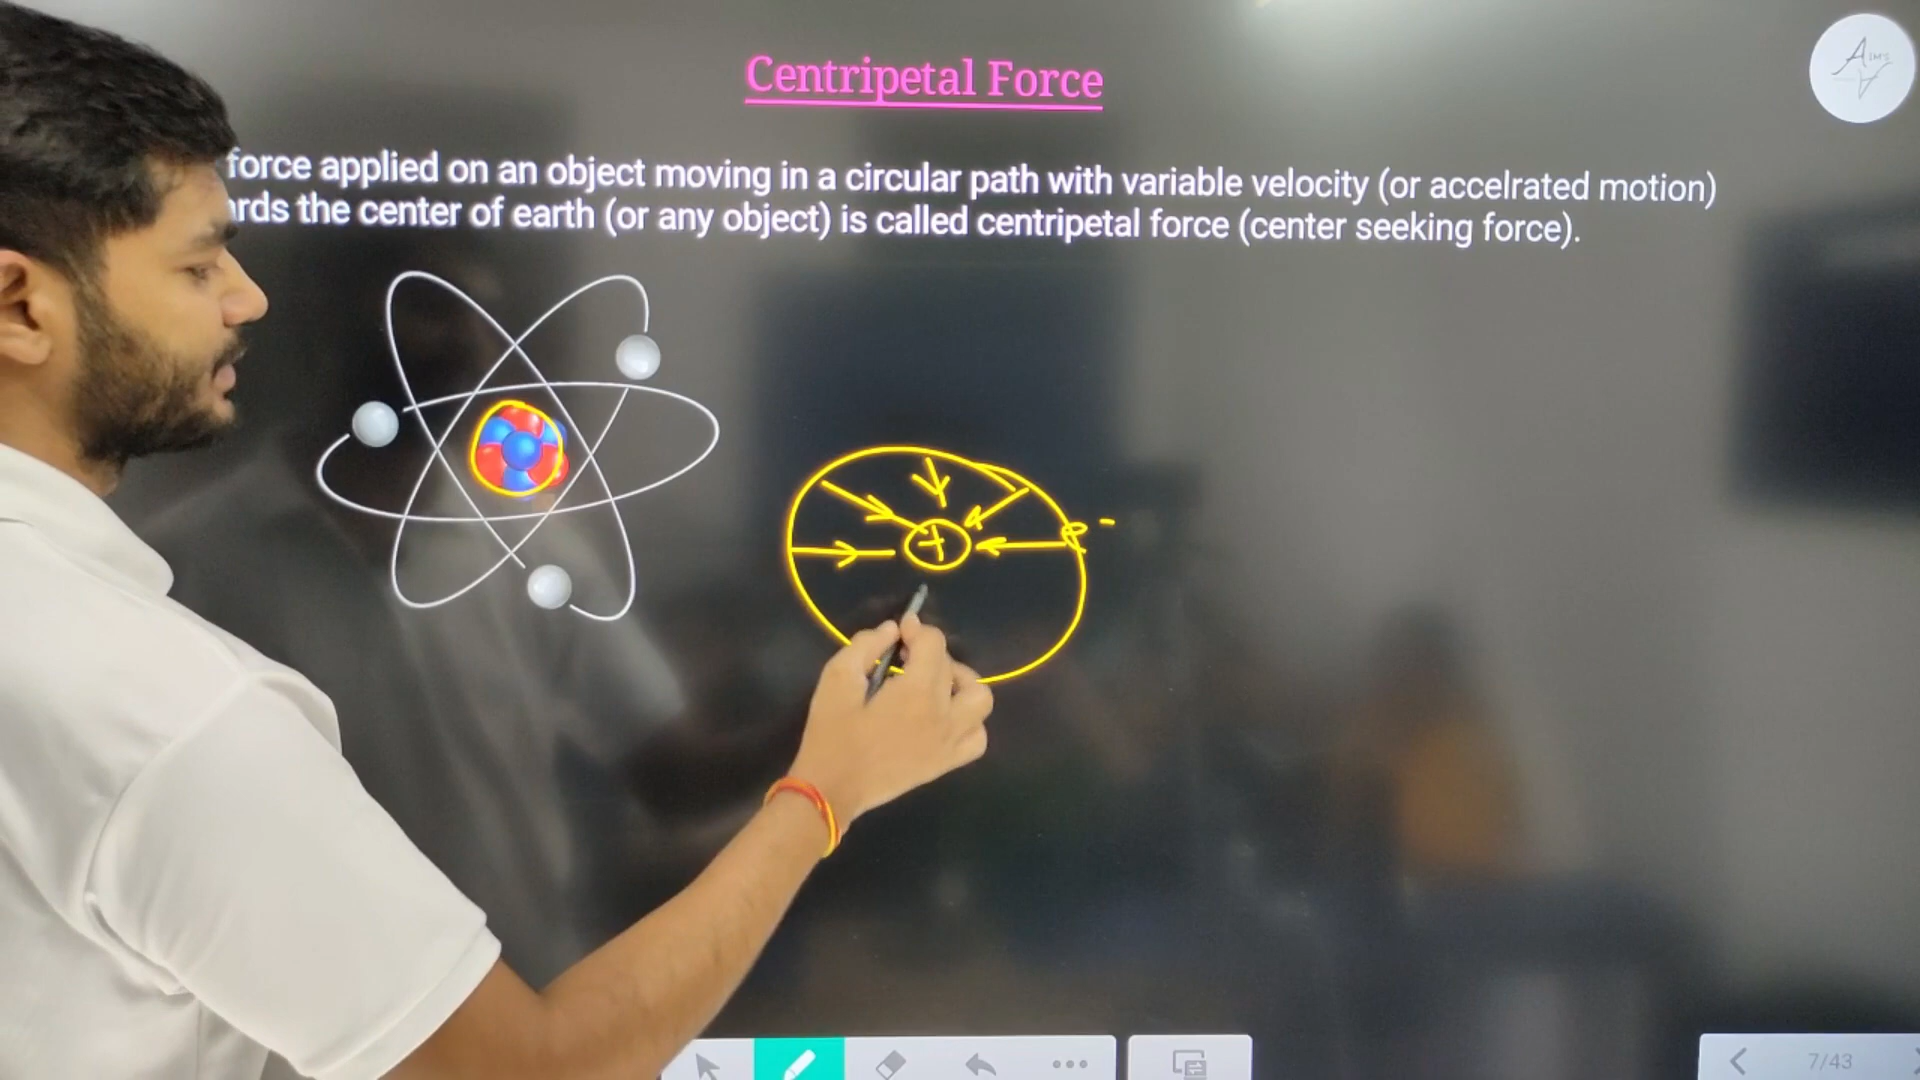 Centripetal Force
AIMS
force applied on an object moving in a circular path with variable velocity (or accelrated motion)
the center of earth (or any object) is called centripetal force (center seeking force).
+
e -
7/43